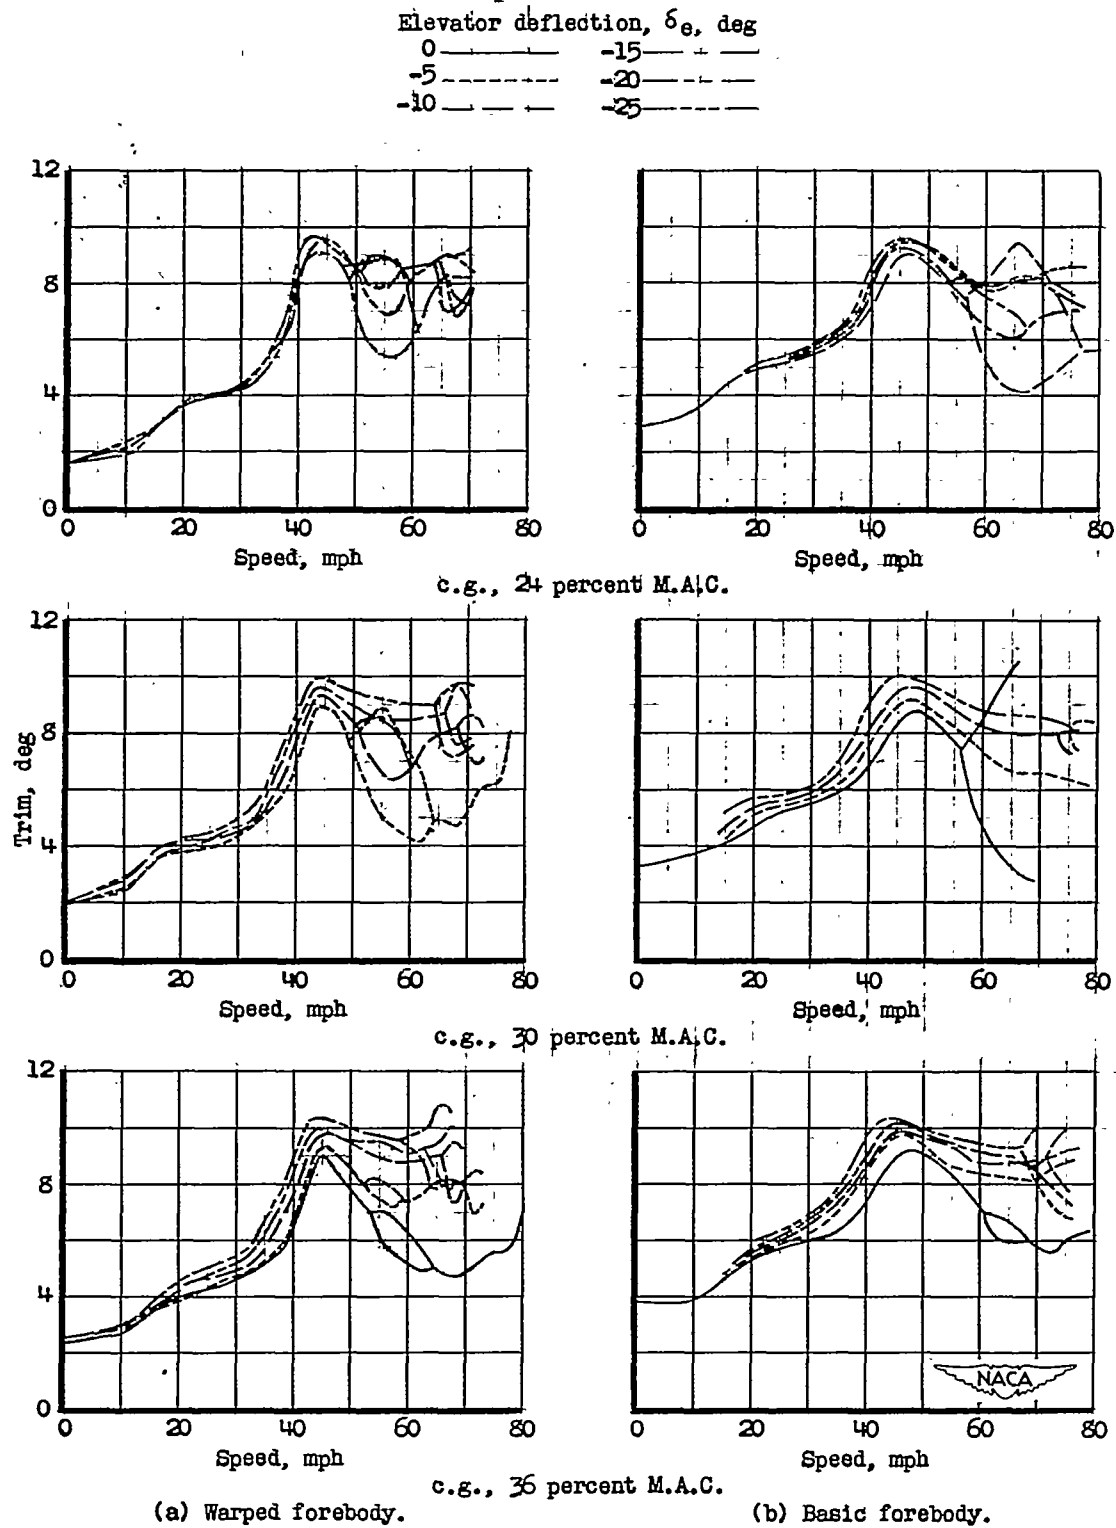 Elevator deflection, δe, deg
0 -15
-5 -20
-10 -25
12
8
4
0
0 20 40 60 80
Speed, mph
0 20 40 60 80
Speed, mph
c.g., 24 percent M.A.C.
Trim, deg
12
8
4
0
0 20 40 60 80
Speed, mph
0 20 40 60 80
Speed, mph
c.g., 30 percent M.A.C.
12
8
4
0
0 20 40 60 80
Speed, mph
NACA
0 20 40 60 80
Speed, mph
c.g., 36 percent M.A.C.
(a) Warped forebody.
(b) Basic forebody.